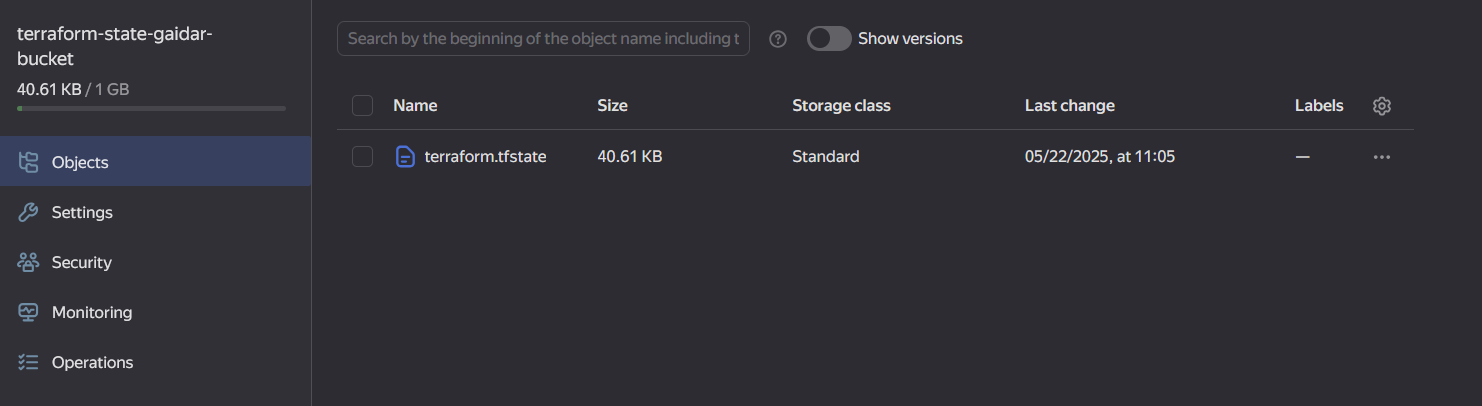 terraform-state-gaidar-
bucket
40.61 KB / 1 GB
Objects
Settings
Security
Monitoring
Operations
Search by the beginning of the object name including t
Show versions
Name Size Storage class Last change Labels
terraform.tfstate 40.61 KB Standard 05/22/2025, at 11:05 —